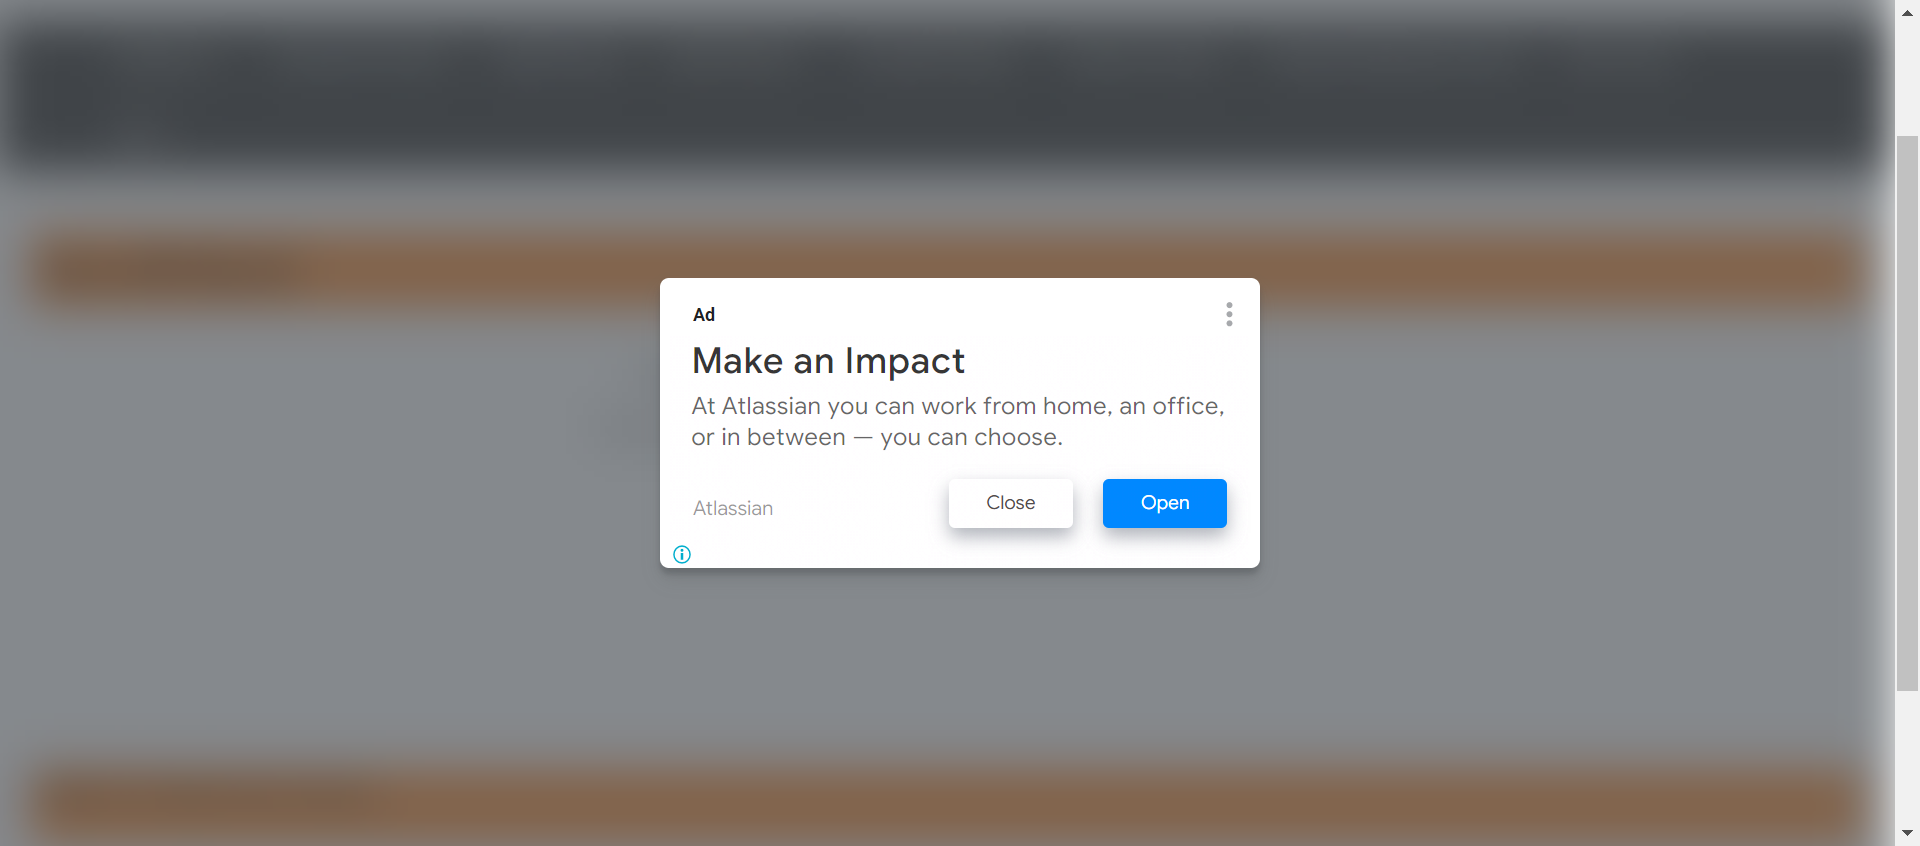 Ad
Make an Impact
At Atlassian you can work from home, an office,
or in between — you can choose.
Atlassian
Close
Open